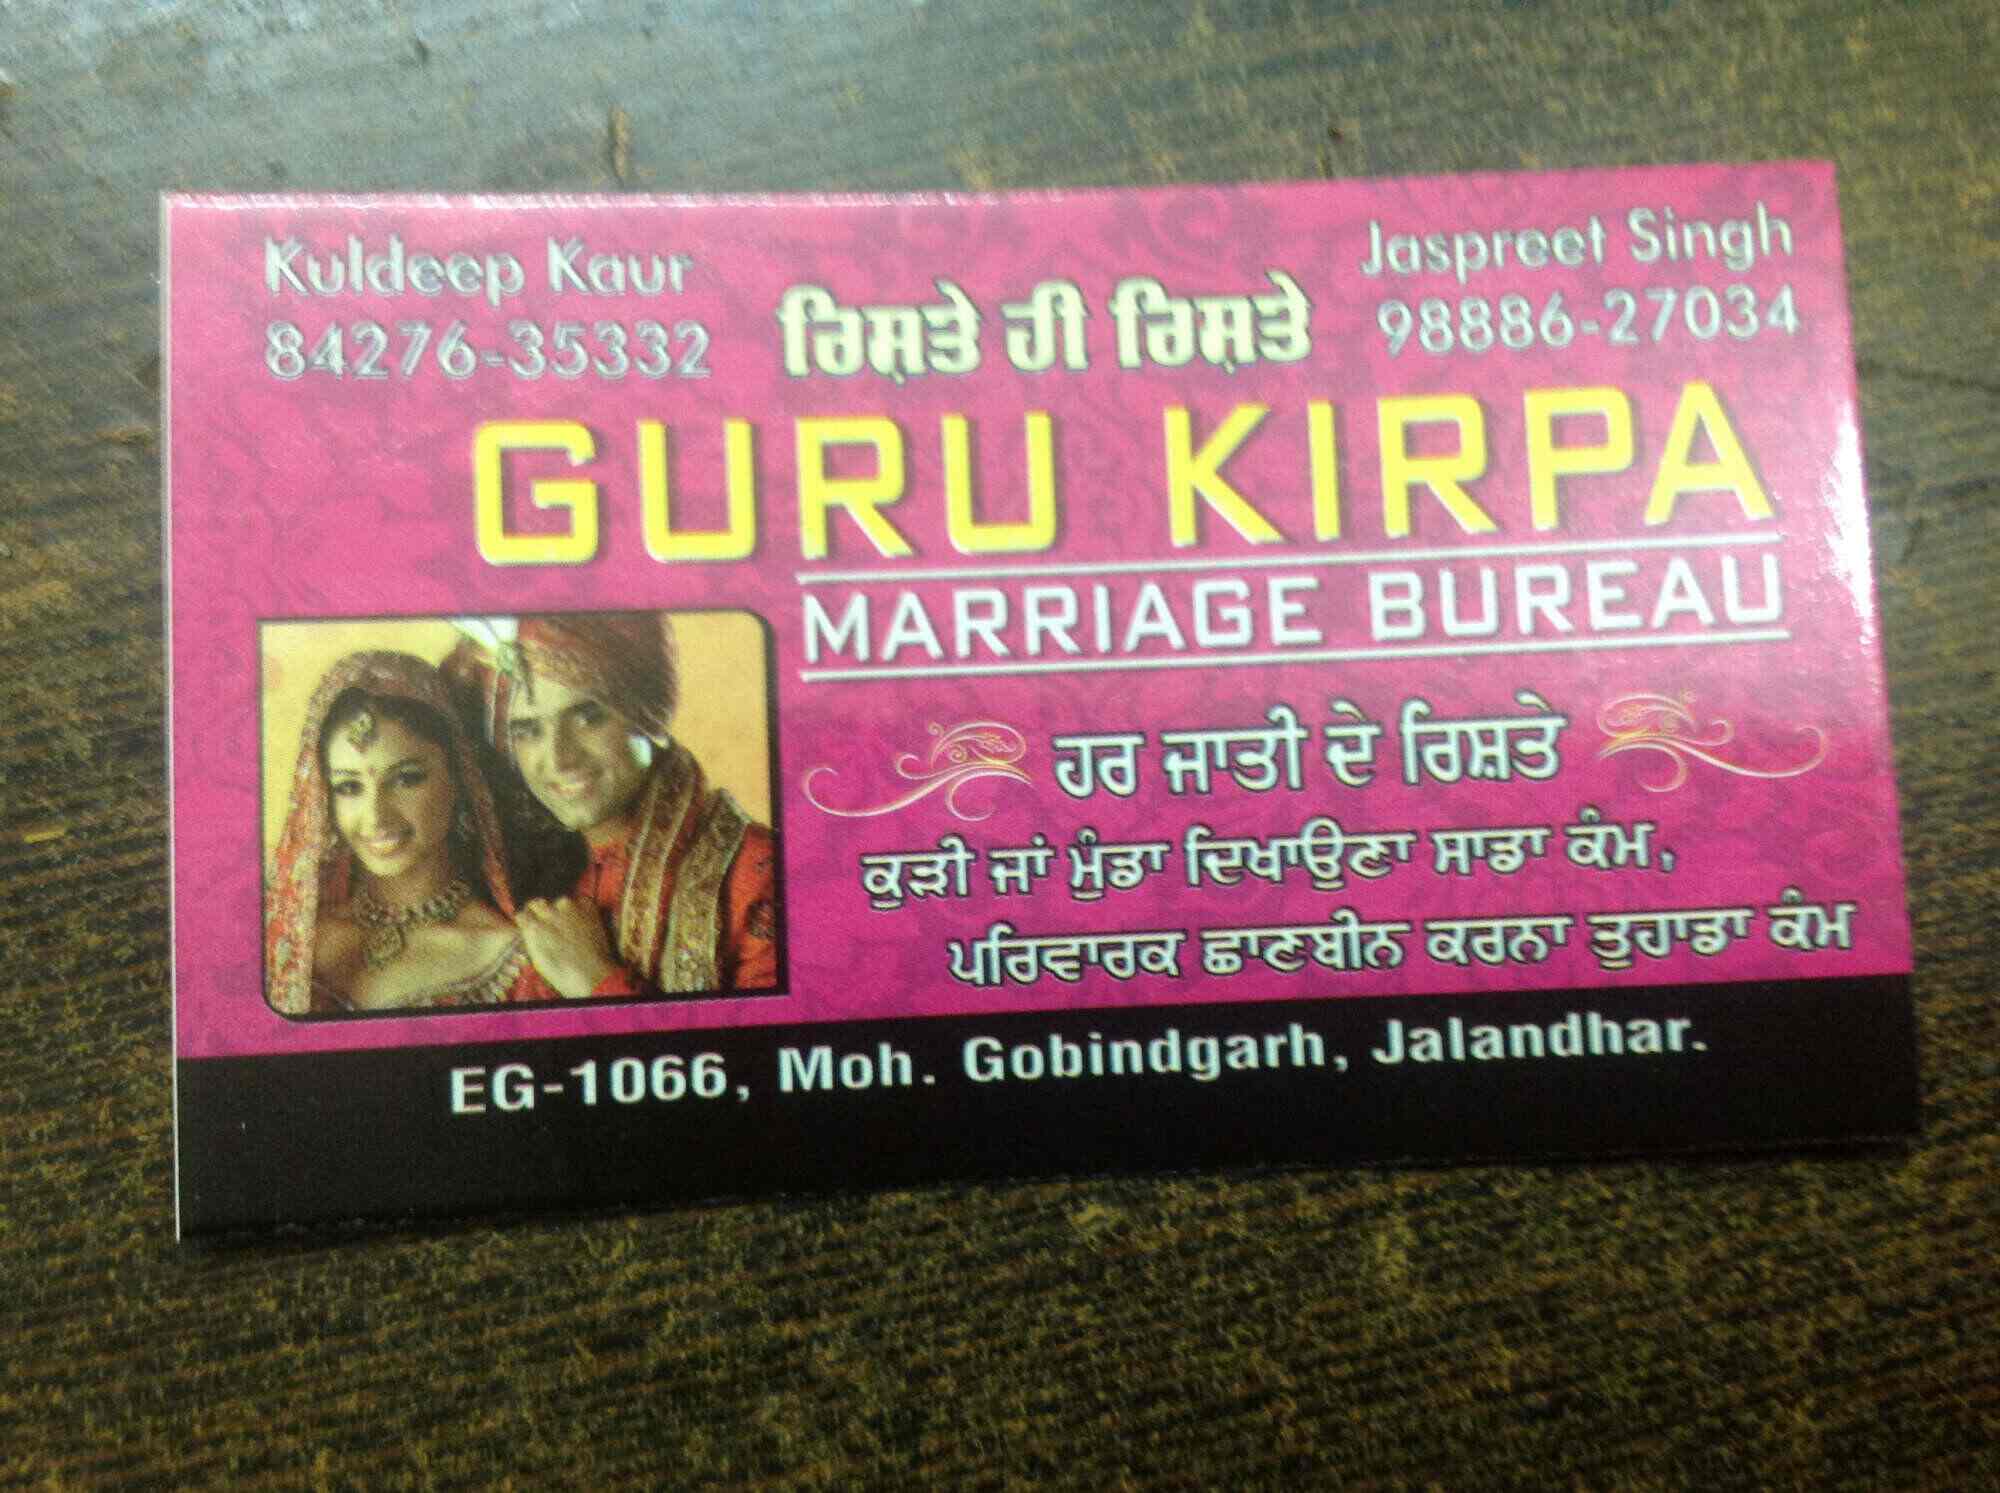 Kuldeep Kaur
84276-35332
ਰਿਸ਼ਤੇ ਹੀ ਰਿਸ਼ਤੇ
Jaspreet Singh
98886-27034
GURU KIRPA
MARRIAGE BUREAU
ਹਰ ਜਾਤੀ ਦੇ ਰਿਸ਼ਤੇ
ਕੁੜੀ ਜਾਂ ਮੁੰਡਾ ਦਿਖਾਉਣਾ ਸਾਡਾ ਕੰਮ,
ਪਰਿਵਾਰਕ ਛਾਣਬੀਨ ਕਰਨਾ ਤੁਹਾਡਾ ਕੰਮ
EG-1066, Moh. Gobindgarh, Jalandhar.